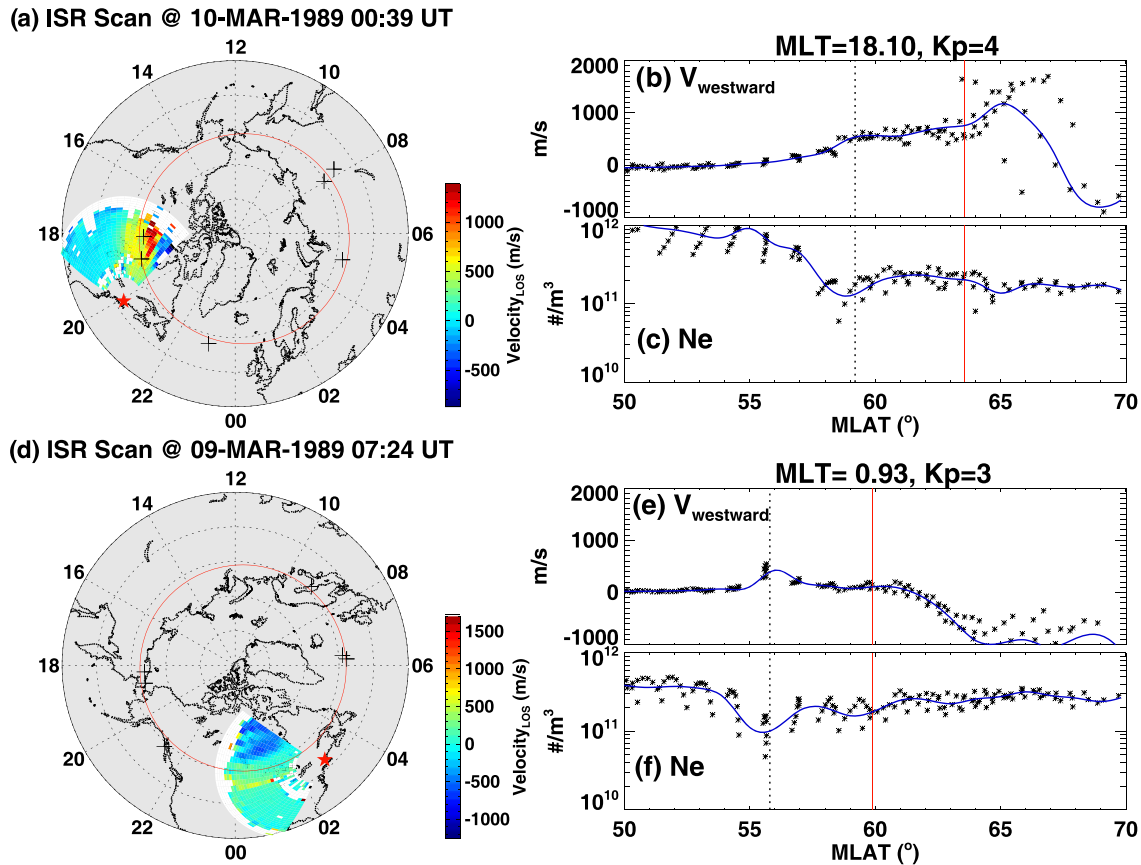 (a) ISR Scan @ 10-MAR-1989 00:39 UT
12
14
10
16
08
18
06
20
04
22
02
00
1000
500
0
-500
Velocity_LOS (m/s)
MLT=18.10, Kp=4
(b) V_westward
2000
1000
0
-1000
m/s
(c) Ne
10^12
10^11
10^10
#/m^3
50 55 60 65 70
MLAT (°)
(d) ISR Scan @ 09-MAR-1989 07:24 UT
12
14
10
16
08
18
06
20
04
22
02
00
1500
1000
500
0
-500
-1000
Velocity_LOS (m/s)
MLT= 0.93, Kp=3
(e) V_westward
2000
1000
0
-1000
m/s
(f) Ne
10^12
10^11
10^10
#/m^3
50 55 60 65 70
MLAT (°)